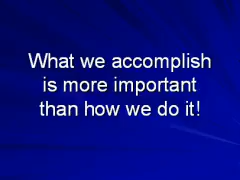 What we accomplish
is more important
than how we do it!